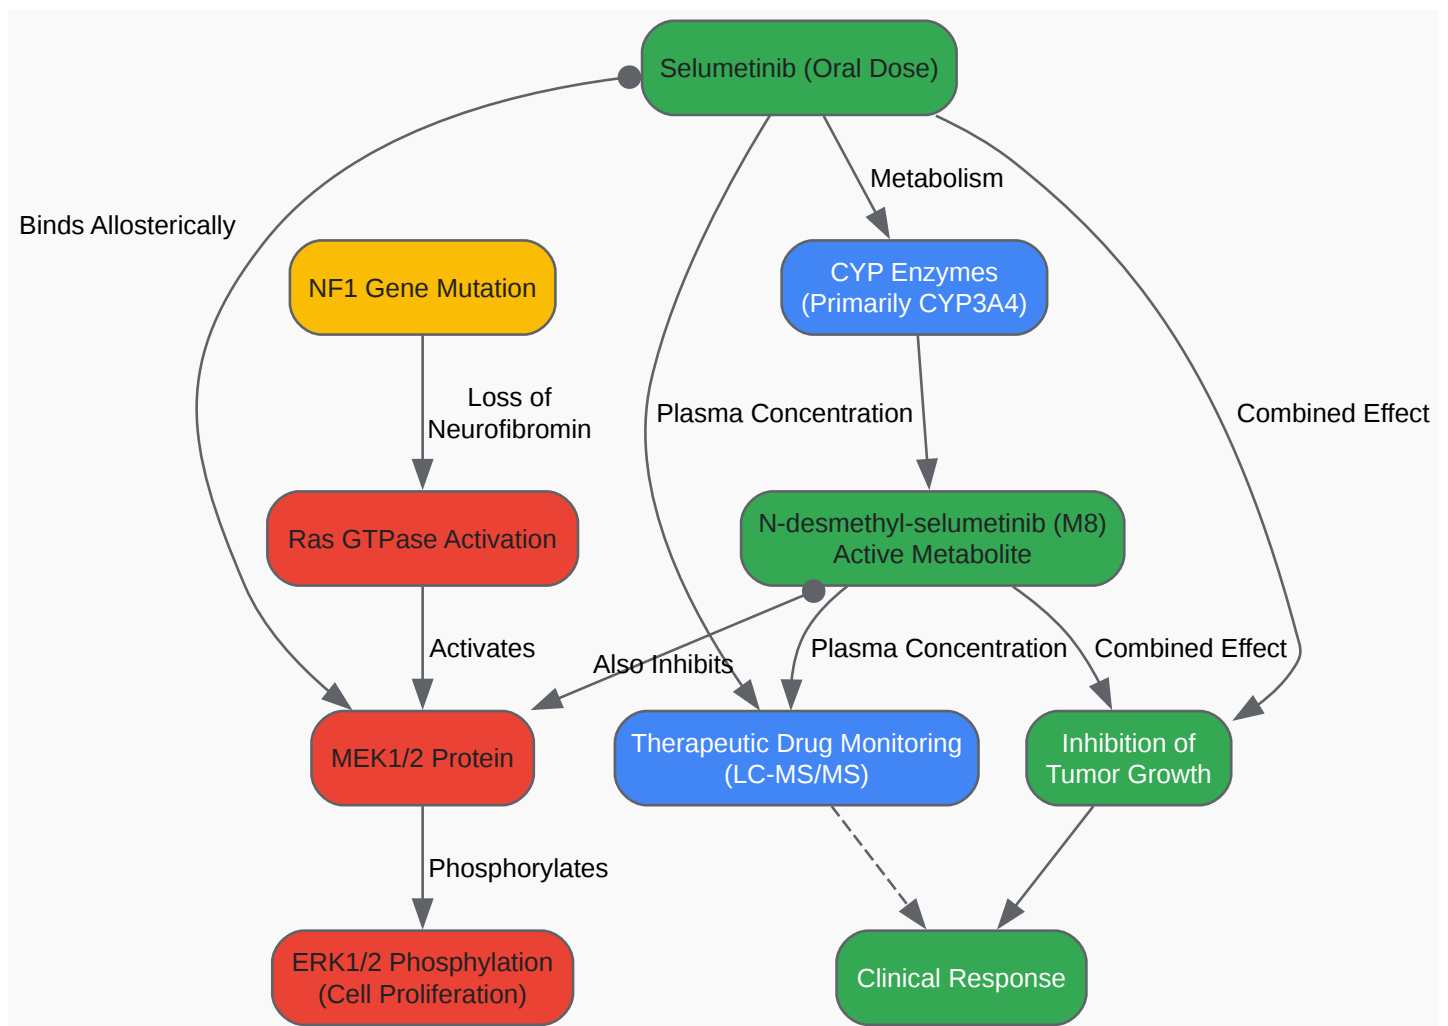 Selumetinib (Oral Dose)
Metabolism
Binds Allosterically
NF1 Gene Mutation
CYP Enzymes
(Primarily CYP3A4)
Loss of
Neurofibromin
Plasma Concentration
Combined Effect
Ras GTPase Activation
N-desmethyl-selumetinib (M8)
Active Metabolite
Activates
Also Inhibits
Plasma Concentration
Combined Effect
MEK1/2 Protein
Therapeutic Drug Monitoring
(LC-MS/MS)
Inhibition of
Tumor Growth
Phosphorylates
ERK1/2 Phosphylation
(Cell Proliferation)
Clinical Response